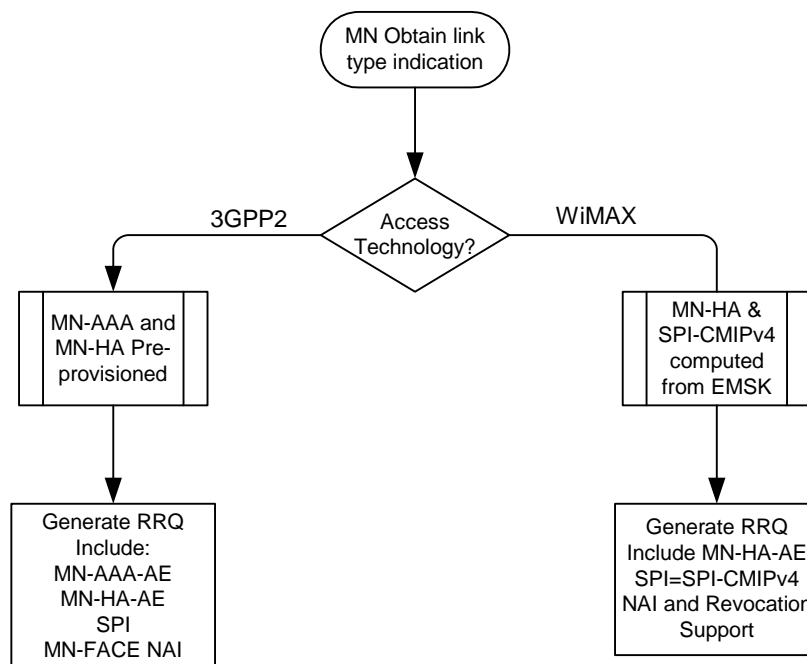 MN Obtain link
type indication
3GPP2
Access
Technology?
WiMAX
MN-AAA and
MN-HA Pre-
provisioned
MN-HA &
SPI-CMIPv4
computed
from EMSK
Generate RRQ
Include:
MN-AAA-AE
MN-HA-AE
SPI
MN-FACE NAI
Generate RRQ
Include MN-HA-AE
SPI=SPI-CMIPv4
NAI and Revocation
Support